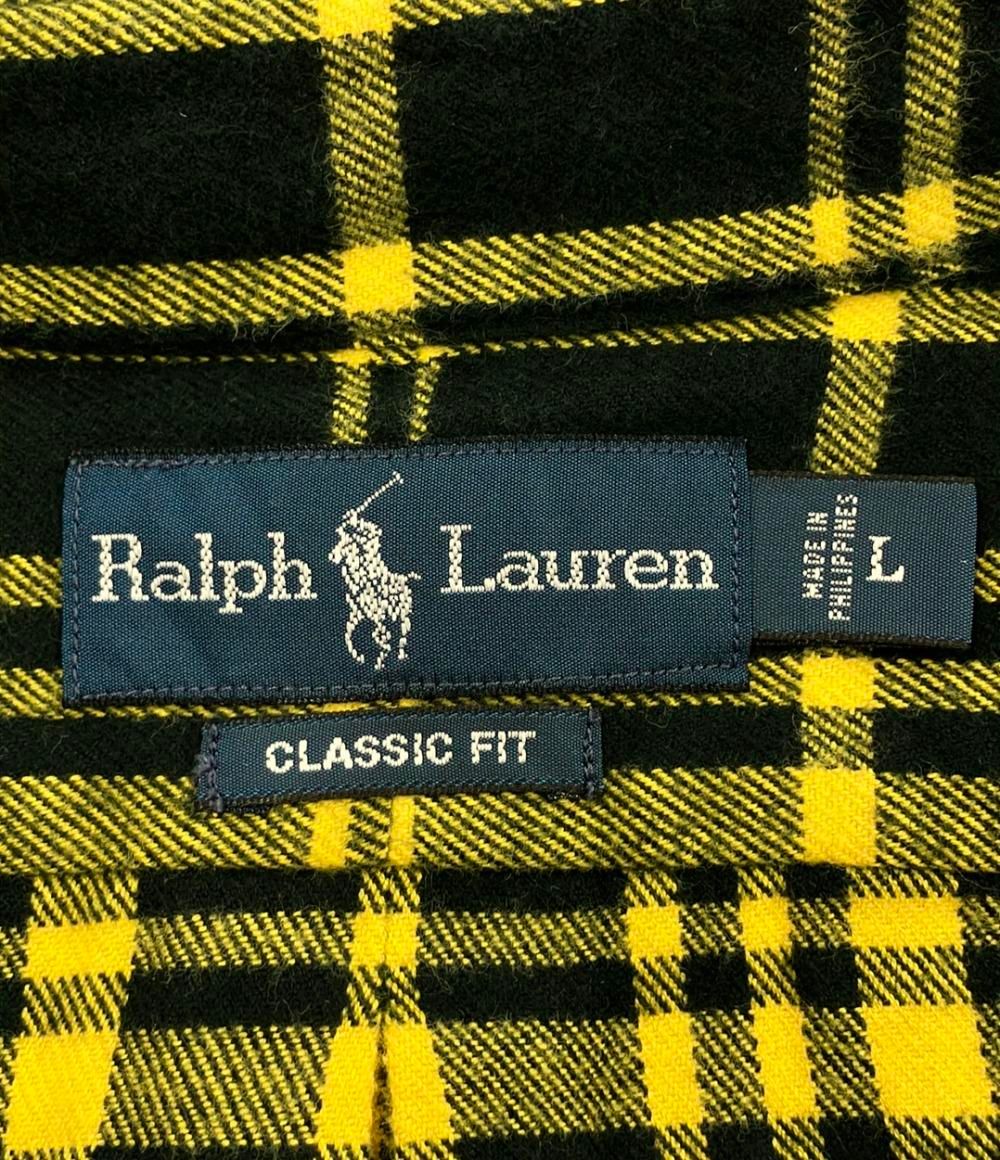 Ralph Lauren
MADE IN
PHILIPPINES
L
CLASSIC FIT